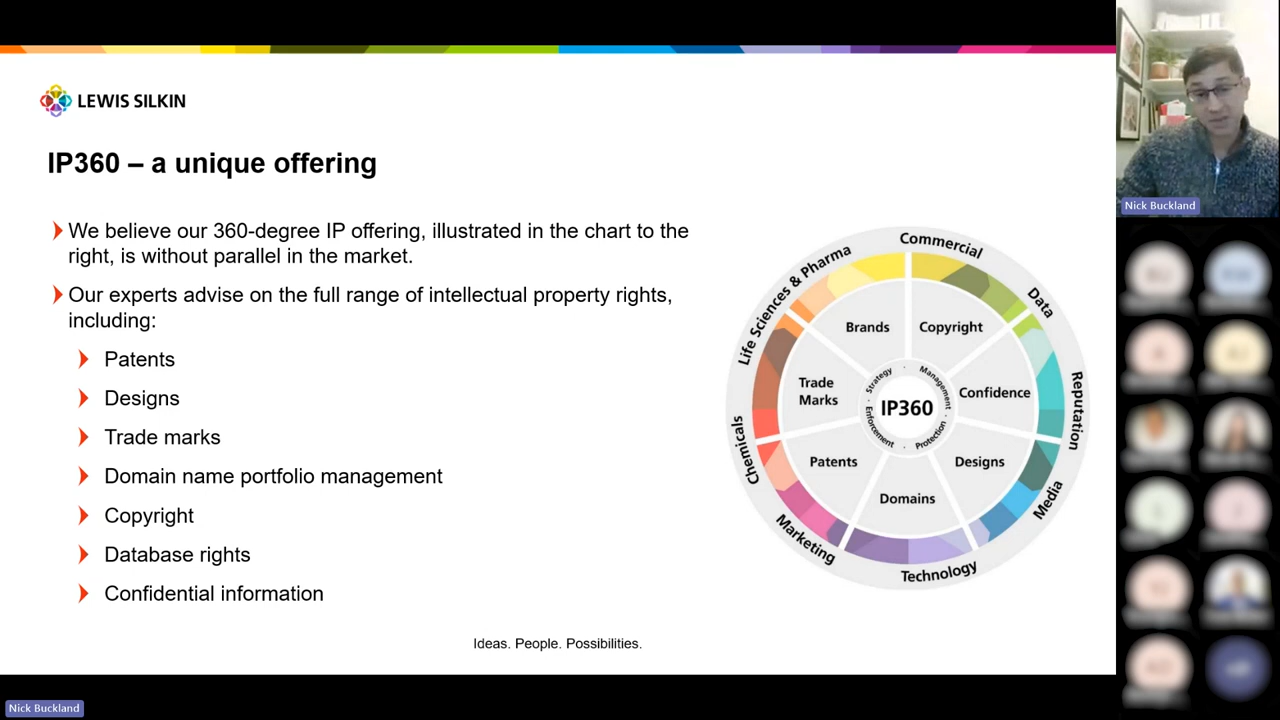 LEWIS SILKIN
IP360 – a unique offering
We believe our 360-degree IP offering, illustrated in the chart to the
right, is without parallel in the market.
Our experts advise on the full range of intellectual property rights,
including:
Patents
Designs
Trade marks
Domain name portfolio management
Copyright
Database rights
Confidential information
Commercial
Data
Reputation
Media
Technology
Marketing
Chemicals
Life Sciences & Pharma
Brands
Copyright
Confidence
Designs
Domains
Patents
Trade
Marks
Strategy · Management · Protection · Enforcement ·
IP360
Ideas. People. Possibilities.
Nick Buckland
Nick Buckland